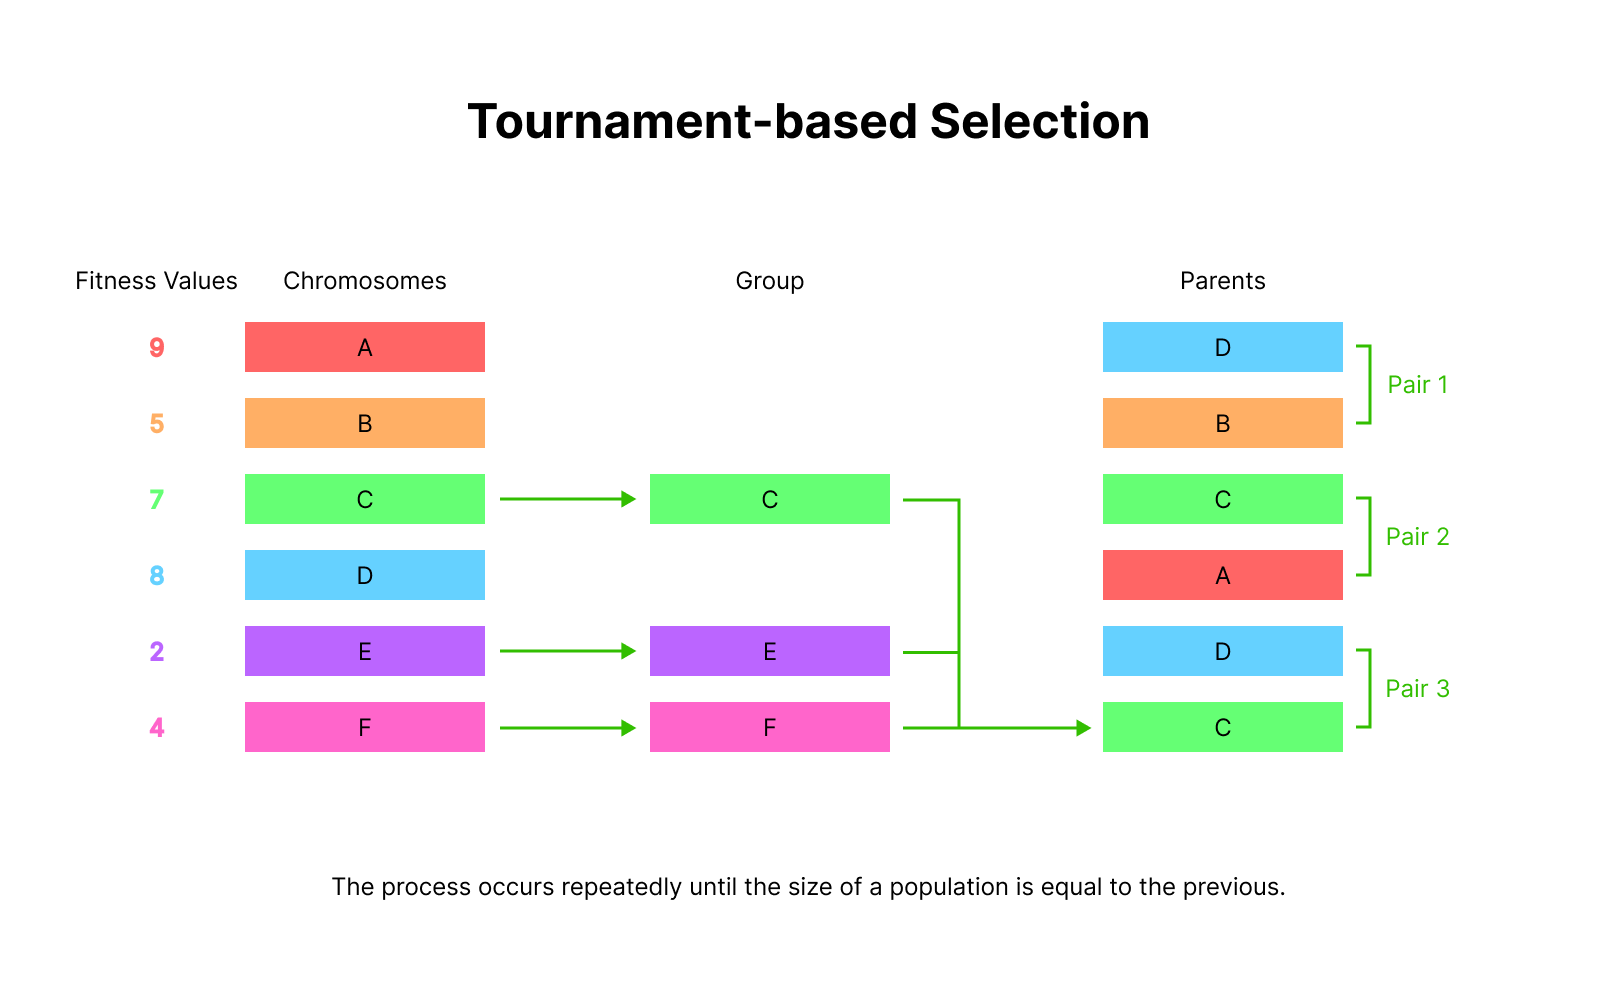 Tournament-based Selection
Fitness Values Chromosomes Group Parents
9 A D
Pair 1
5 B B
7 C C C
Pair 2
8 D A
2 E E D
Pair 3
4 F F C
The process occurs repeatedly until the size of a population is equal to the previous.